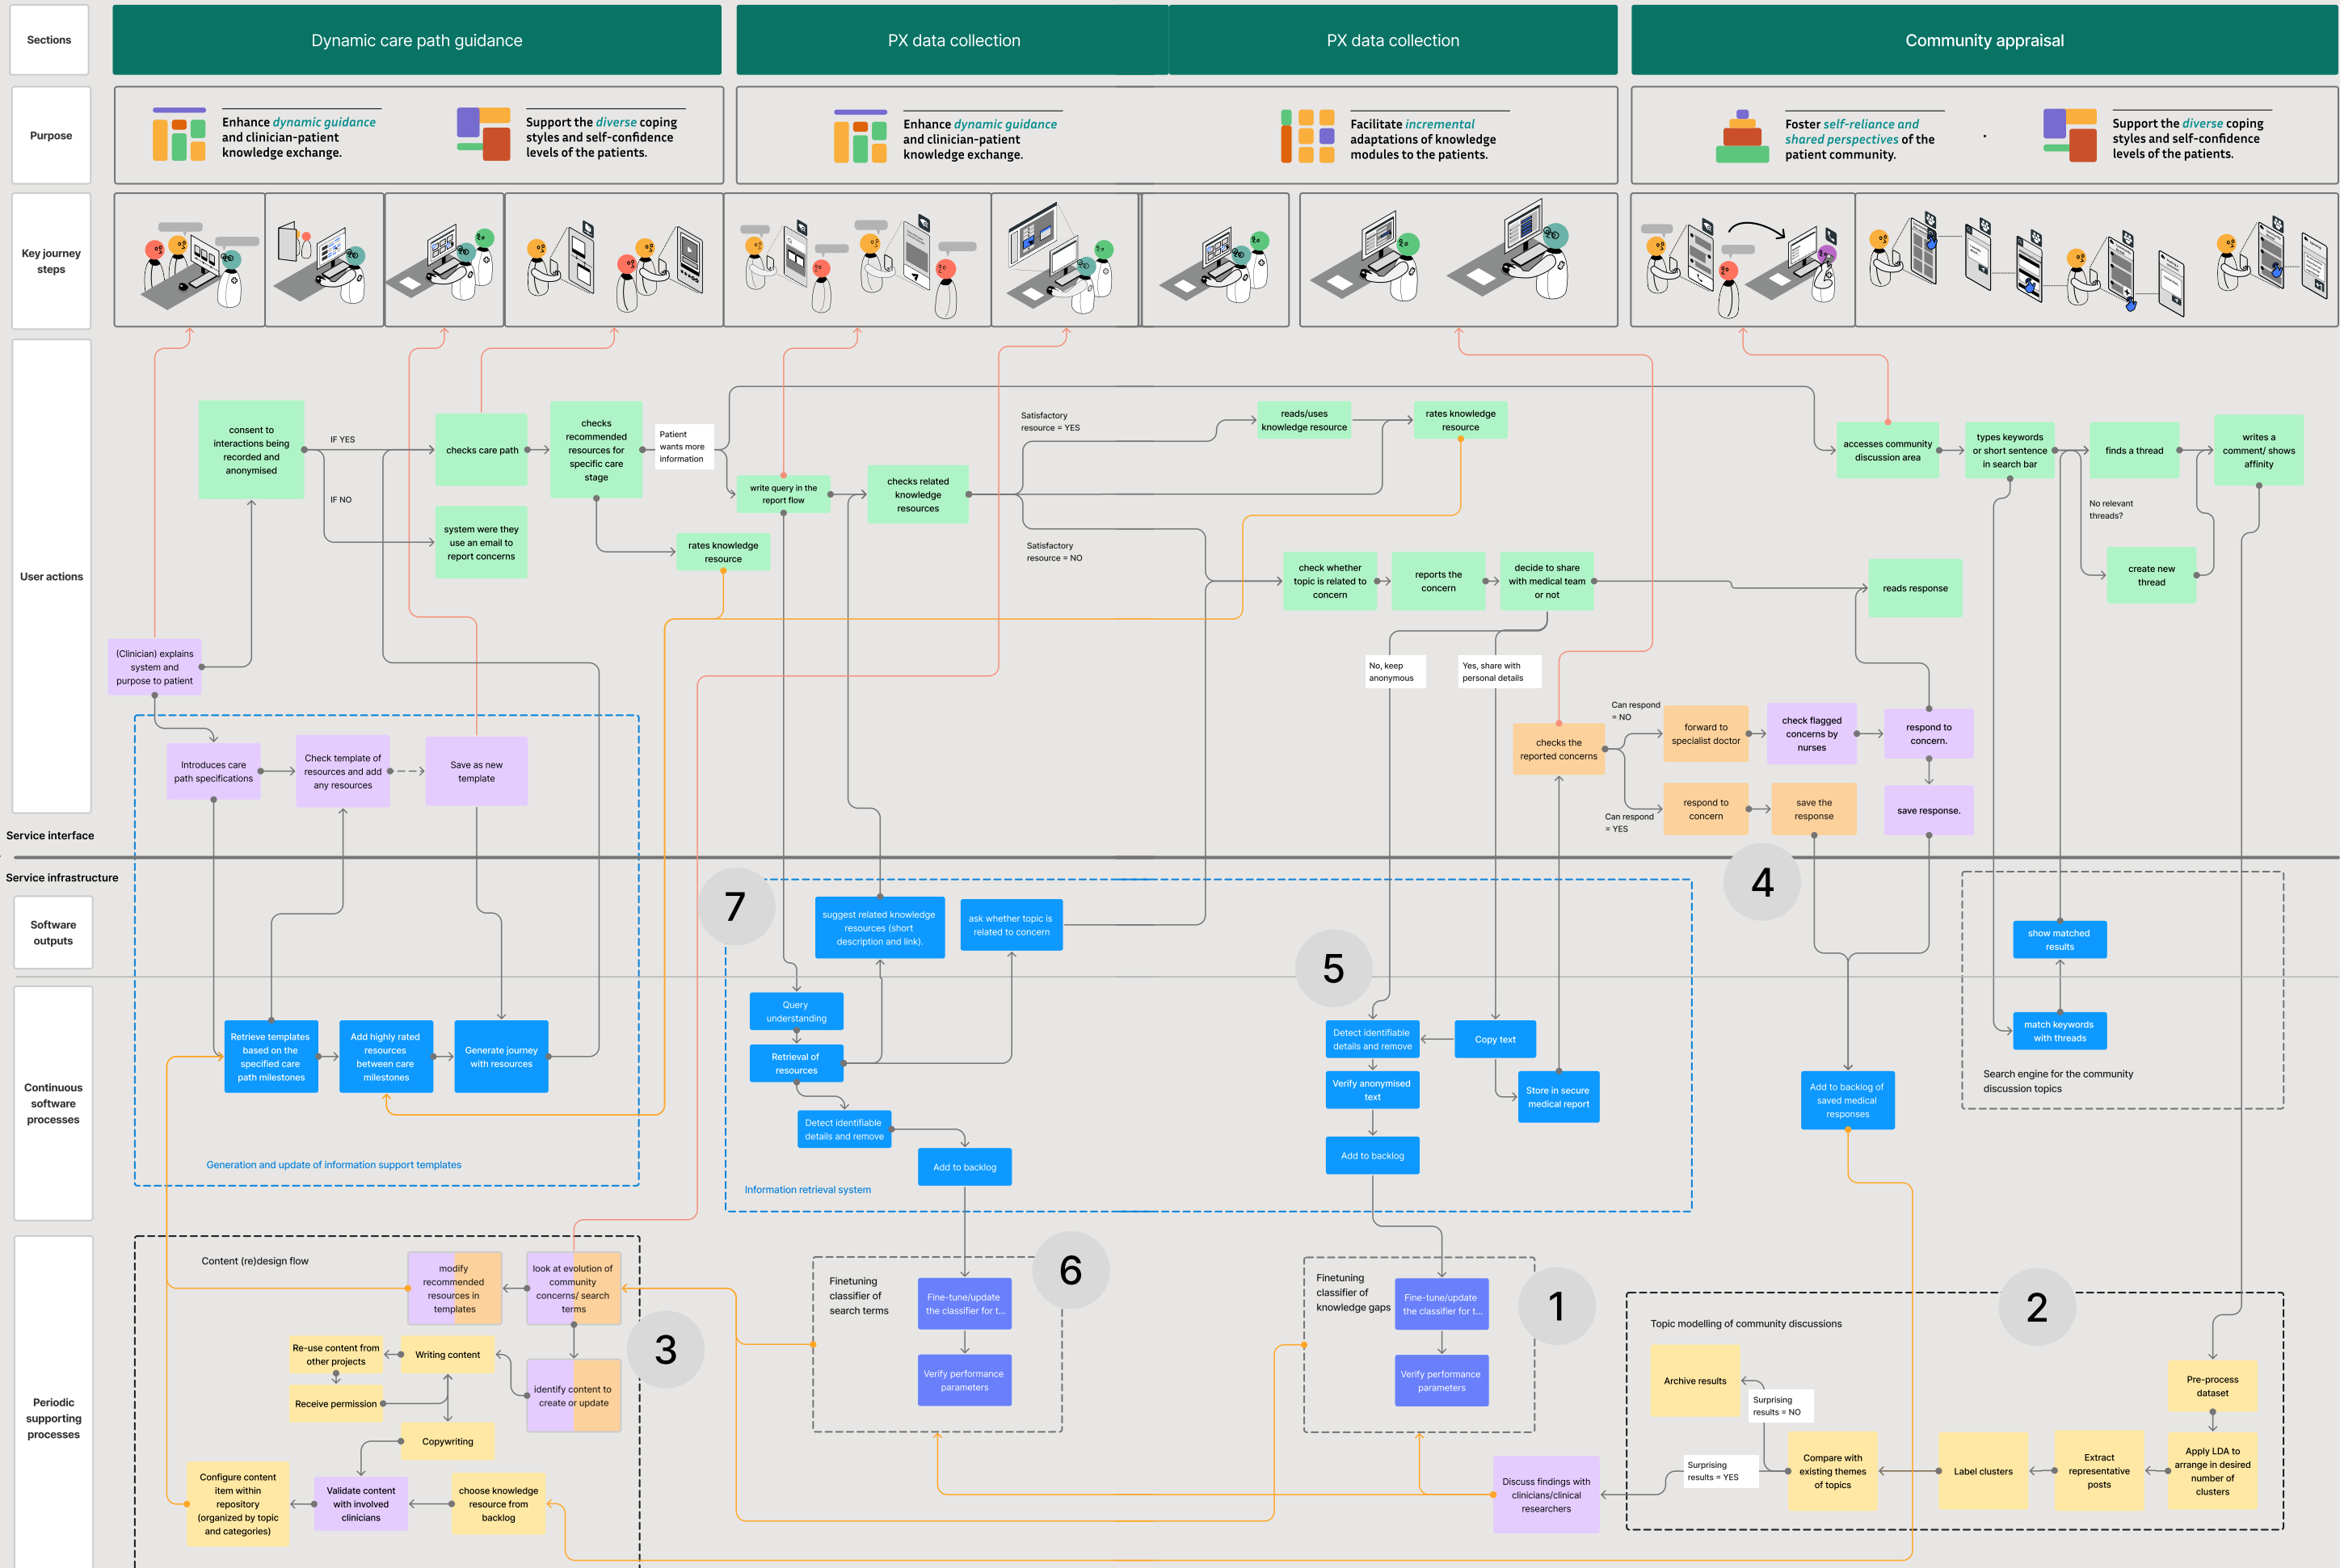 Sections
Dynamic care path guidance
PX data collection
PX data collection
Community appraisal
Purpose
Enhance dynamic guidance
and clinician-patient
knowledge exchange.
Support the diverse coping
styles and self-confidence
levels of the patients.
Enhance dynamic guidance
and clinician-patient
knowledge exchange.
Facilitate incremental
adaptations of knowledge
modules to the patients.
Foster self-reliance and
shared perspectives of the
patient community.
Support the diverse coping
styles and self-confidence
levels of the patients.
Key journey
steps
User actions
consent to
interactions being
recorded and
anonymised
IF YES
IF NO
checks care path
system were they
use an email to
report concerns
checks
recommended
resources for
specific care
stage
Patient
wants more
information
rates knowledge
resource
write query in the
report flow
checks related
knowledge
resources
Satisfactory
resource = YES
Satisfactory
resource = NO
reads/uses
knowledge resource
rates knowledge
resource
check whether
topic is related to
concern
reports the
concern
decide to share
with medical team
or not
reads response
accesses community
discussion area
types keywords
or short sentence
in search bar
finds a thread
writes a
comment/ shows
affinity
No relevant
threads?
create new
thread
(Clinician) explains
system and
purpose to patient
No, keep
anonymous
Yes, share with
personal details
Introduces care
path specifications
Check template of
resources and add
any resources
Save as new
template
checks the
reported concerns
Can respond
= NO
forward to
specialist doctor
check flagged
concerns by
nurses
respond to
concern.
Can respond
= YES
respond to
concern
save the
response
save response.
Service interface
Service infrastructure
Software
outputs
7
suggest related knowledge
resources (short
description and link).
ask whether topic is
related to concern
5
4
show matched
results
Continuous
software
processes
Retrieve templates
based on the
specified care
path milestones
Add highly rated
resources
between care
milestones
Generate journey
with resources
Generation and update of information support templates
Query
understanding
Retrieval of
resources
Detect identifiable
details and remove
Add to backlog
Information retrieval system
Detect identifiable
details and remove
Copy text
Verify anonymised
text
Store in secure
medical report
Add to backlog
Add to backlog of
saved medical
responses
match keywords
with threads
Search engine for the community
discussion topics
Periodic
supporting
processes
Content (re)design flow
modify
recommended
resources in
templates
look at evolution of
community
concerns/ search
terms
3
Re-use content from
other projects
Writing content
Receive permission
identify content to
create or update
Copywriting
Configure content
item within
repository
(organized by topic
and categories)
Validate content
with involved
clinicians
choose knowledge
resource from
backlog
6
Finetuning
classifier of
search terms
Fine-tune/update
the classifier for t...
Verify performance
parameters
1
Finetuning
classifier of
knowledge gaps
Fine-tune/update
the classifier for t...
Verify performance
parameters
2
Topic modelling of community discussions
Archive results
Surprising
results = NO
Surprising
results = YES
Discuss findings with
clinicians/clinical
researchers
Compare with
existing themes
of topics
Label clusters
Extract
representative
posts
Apply LDA to
arrange in desired
number of
clusters
Pre-process
dataset